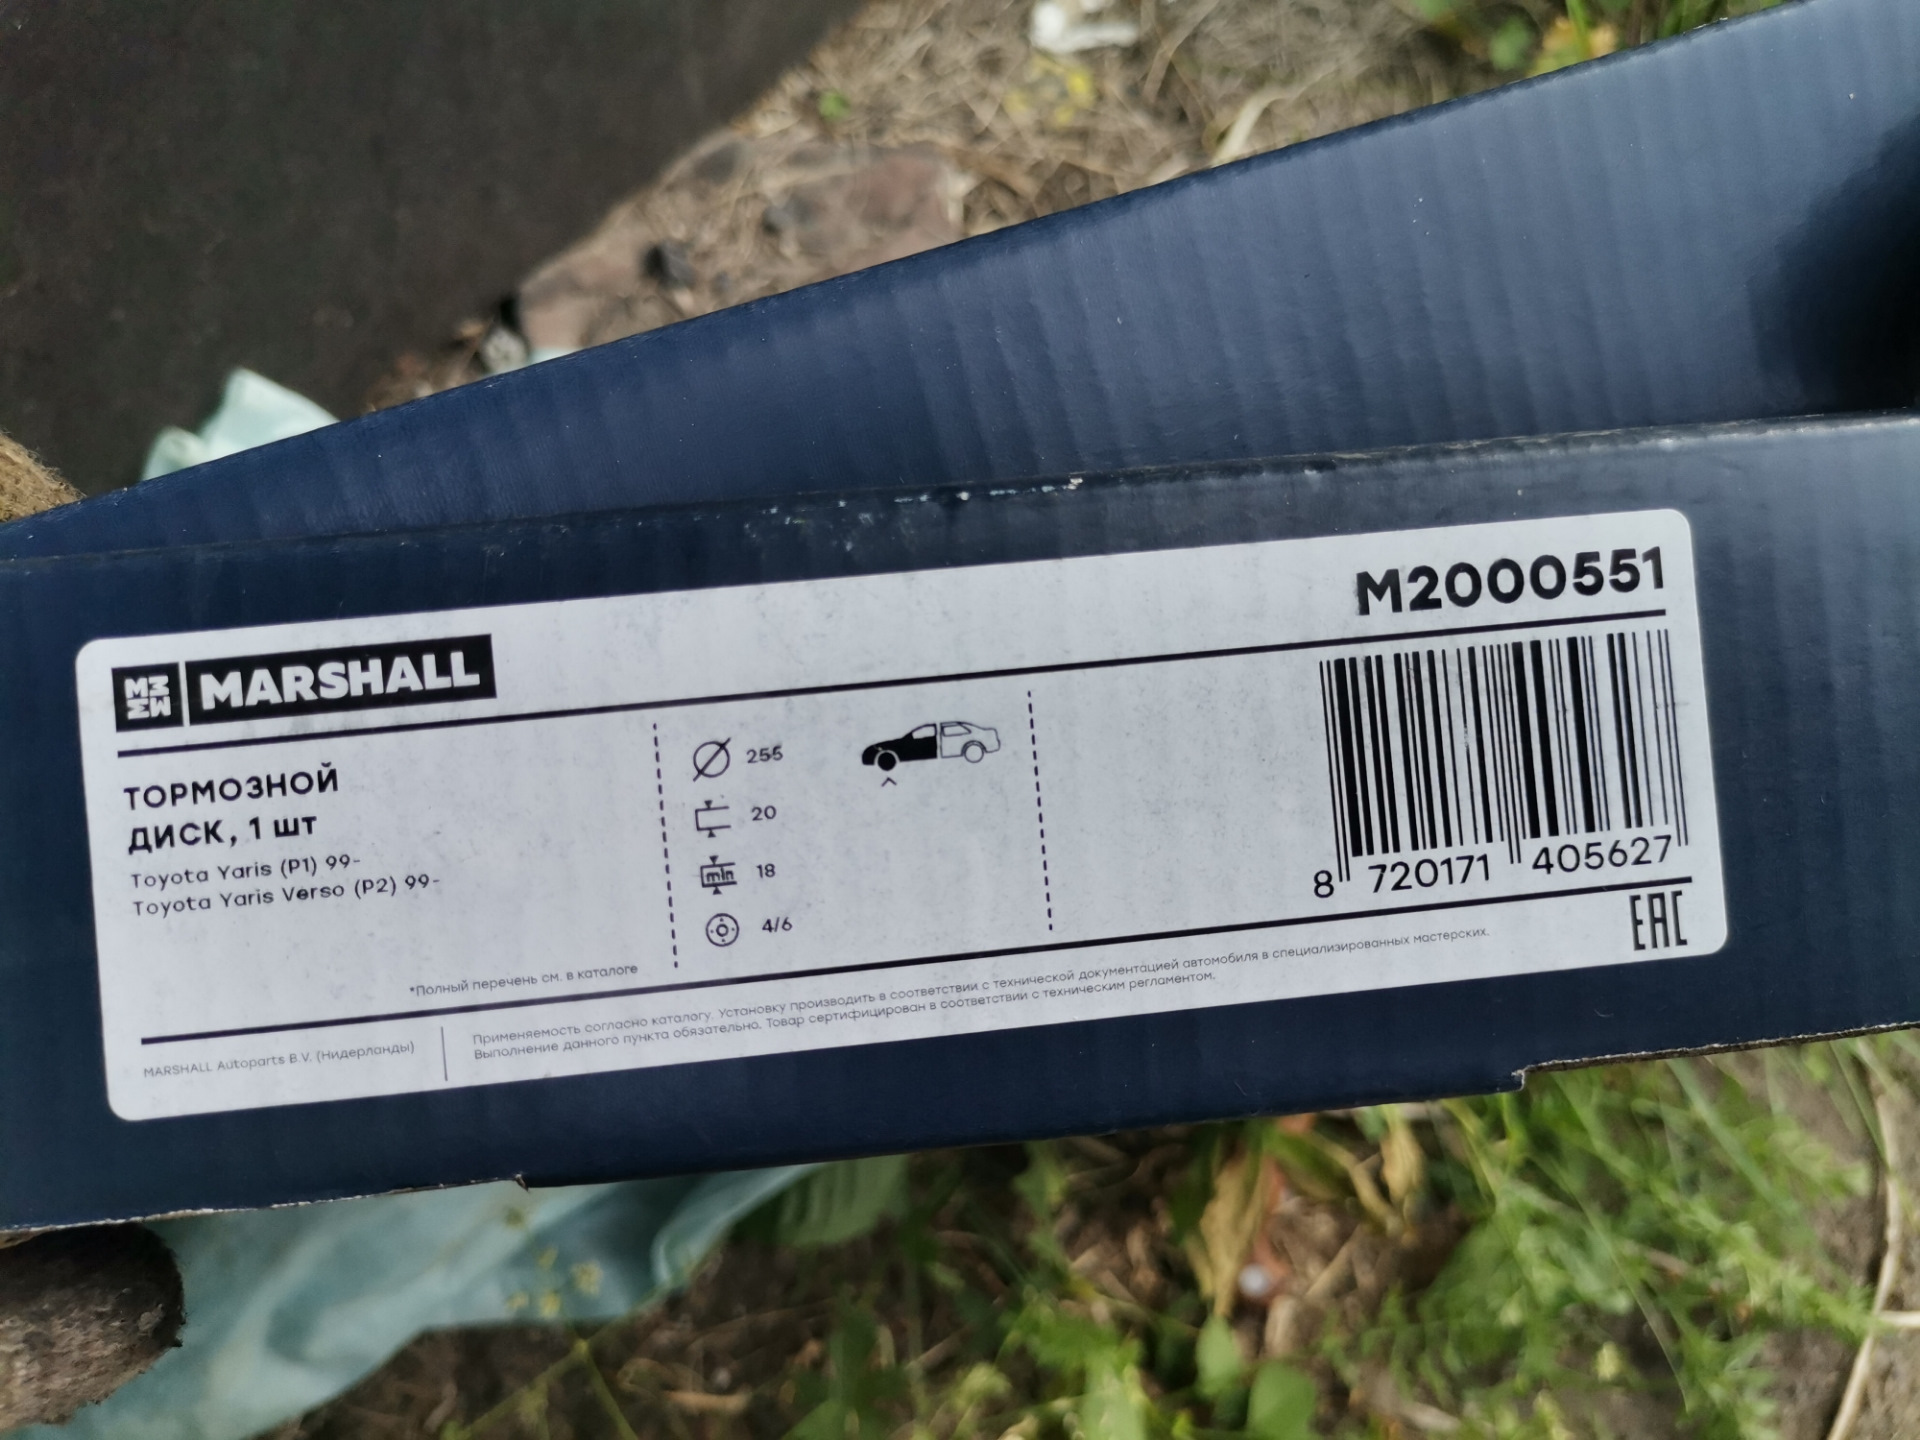 M2000551
MARSHALL
ТОРМОЗНОЙ
ДИСК, 1 шт
Toyota Yaris (P1) 99-
Toyota Yaris Verso (P2) 99-
*Полный перечень см. в каталоге
255
20
min 18
4/6
8 720171 405627
EAC
MARSHALL Autoparts B.V. (Нидерланды)
Применяемость согласно каталогу. Установку производить в соответствии с технической документацией автомобиля в специализированных мастерских.
Выполнение данного пункта обязательно. Товар сертифицирован в соответствии с техническим регламентом.